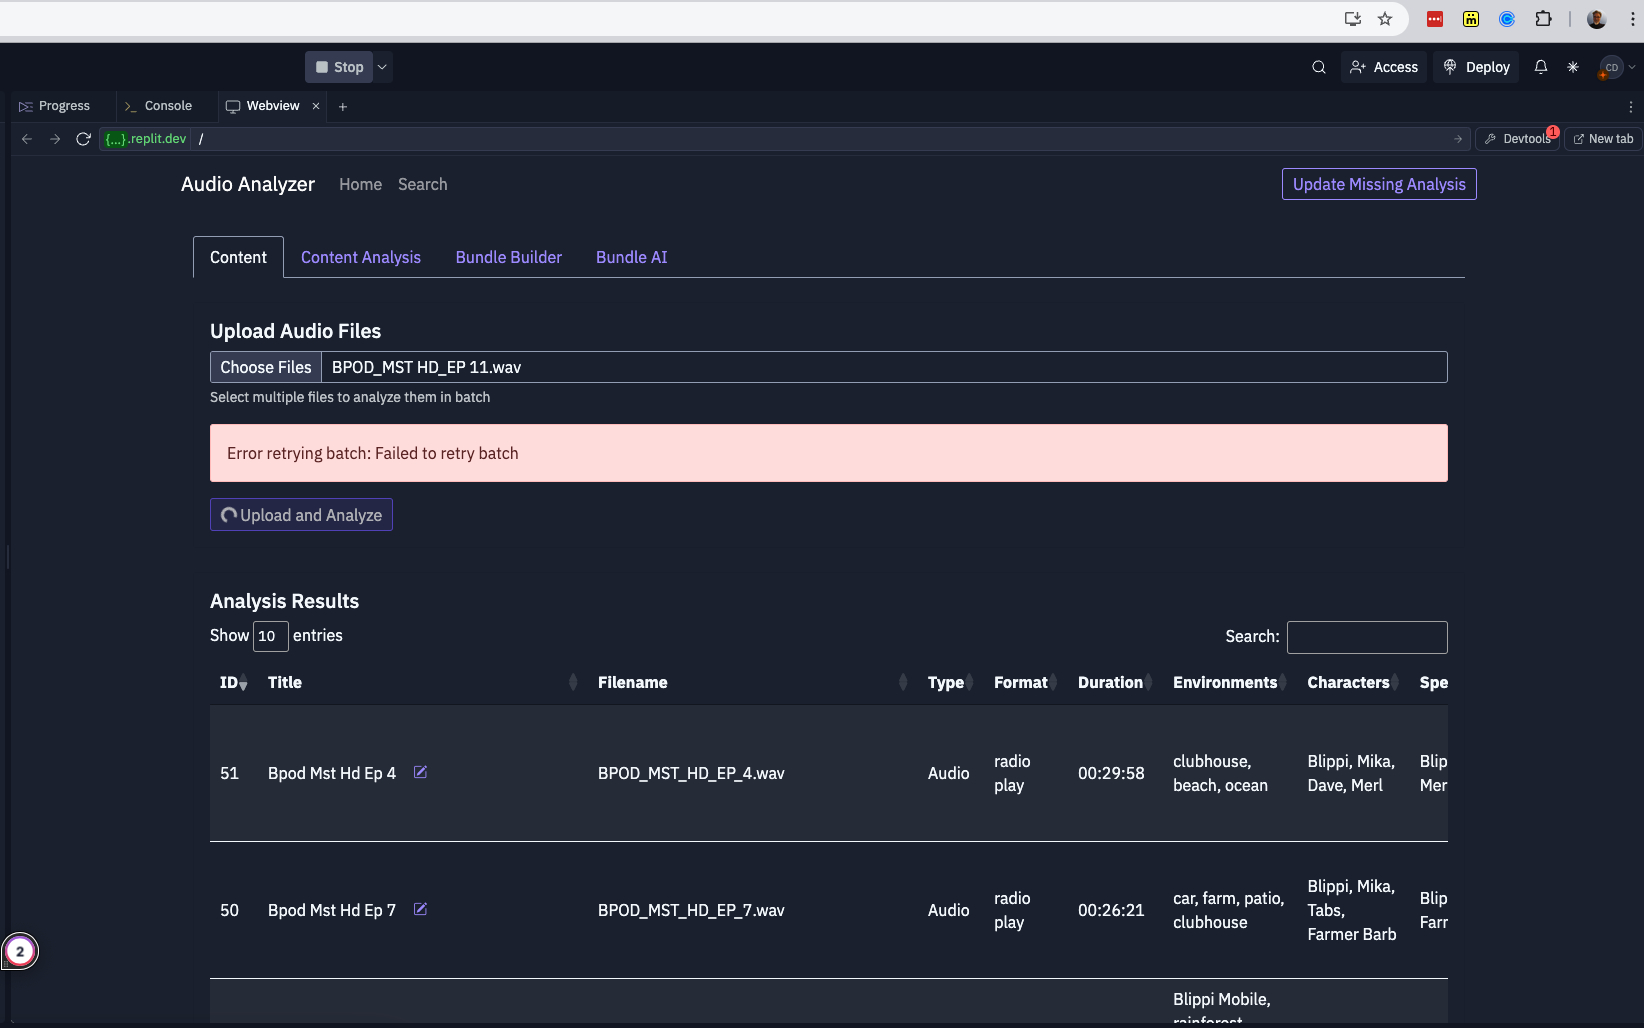 Stop
Access
Deploy
CD
Progress
Console
Webview
{...}.replit.dev /
Devtools
1
New tab
Audio Analyzer
Home
Search
Update Missing Analysis
Content
Content Analysis
Bundle Builder
Bundle AI
Upload Audio Files
Choose Files
BPOD_MST HD_EP 11.wav
Select multiple files to analyze them in batch
Error retrying batch: Failed to retry batch
Upload and Analyze
Analysis Results
Show 10 entries
Search:
ID Title Filename Type Format Duration Environments Characters Spe
51 Bpod Mst Hd Ep 4 BPOD_MST_HD_EP_4.wav Audio radio play 00:29:58 clubhouse, beach, ocean Blippi, Mika, Dave, Merl Blip Mer
50 Bpod Mst Hd Ep 7 BPOD_MST_HD_EP_7.wav Audio radio play 00:26:21 car, farm, patio, clubhouse Blippi, Mika, Tabs, Farmer Barb Blip Farr
2
Blippi Mobile,
rainforest